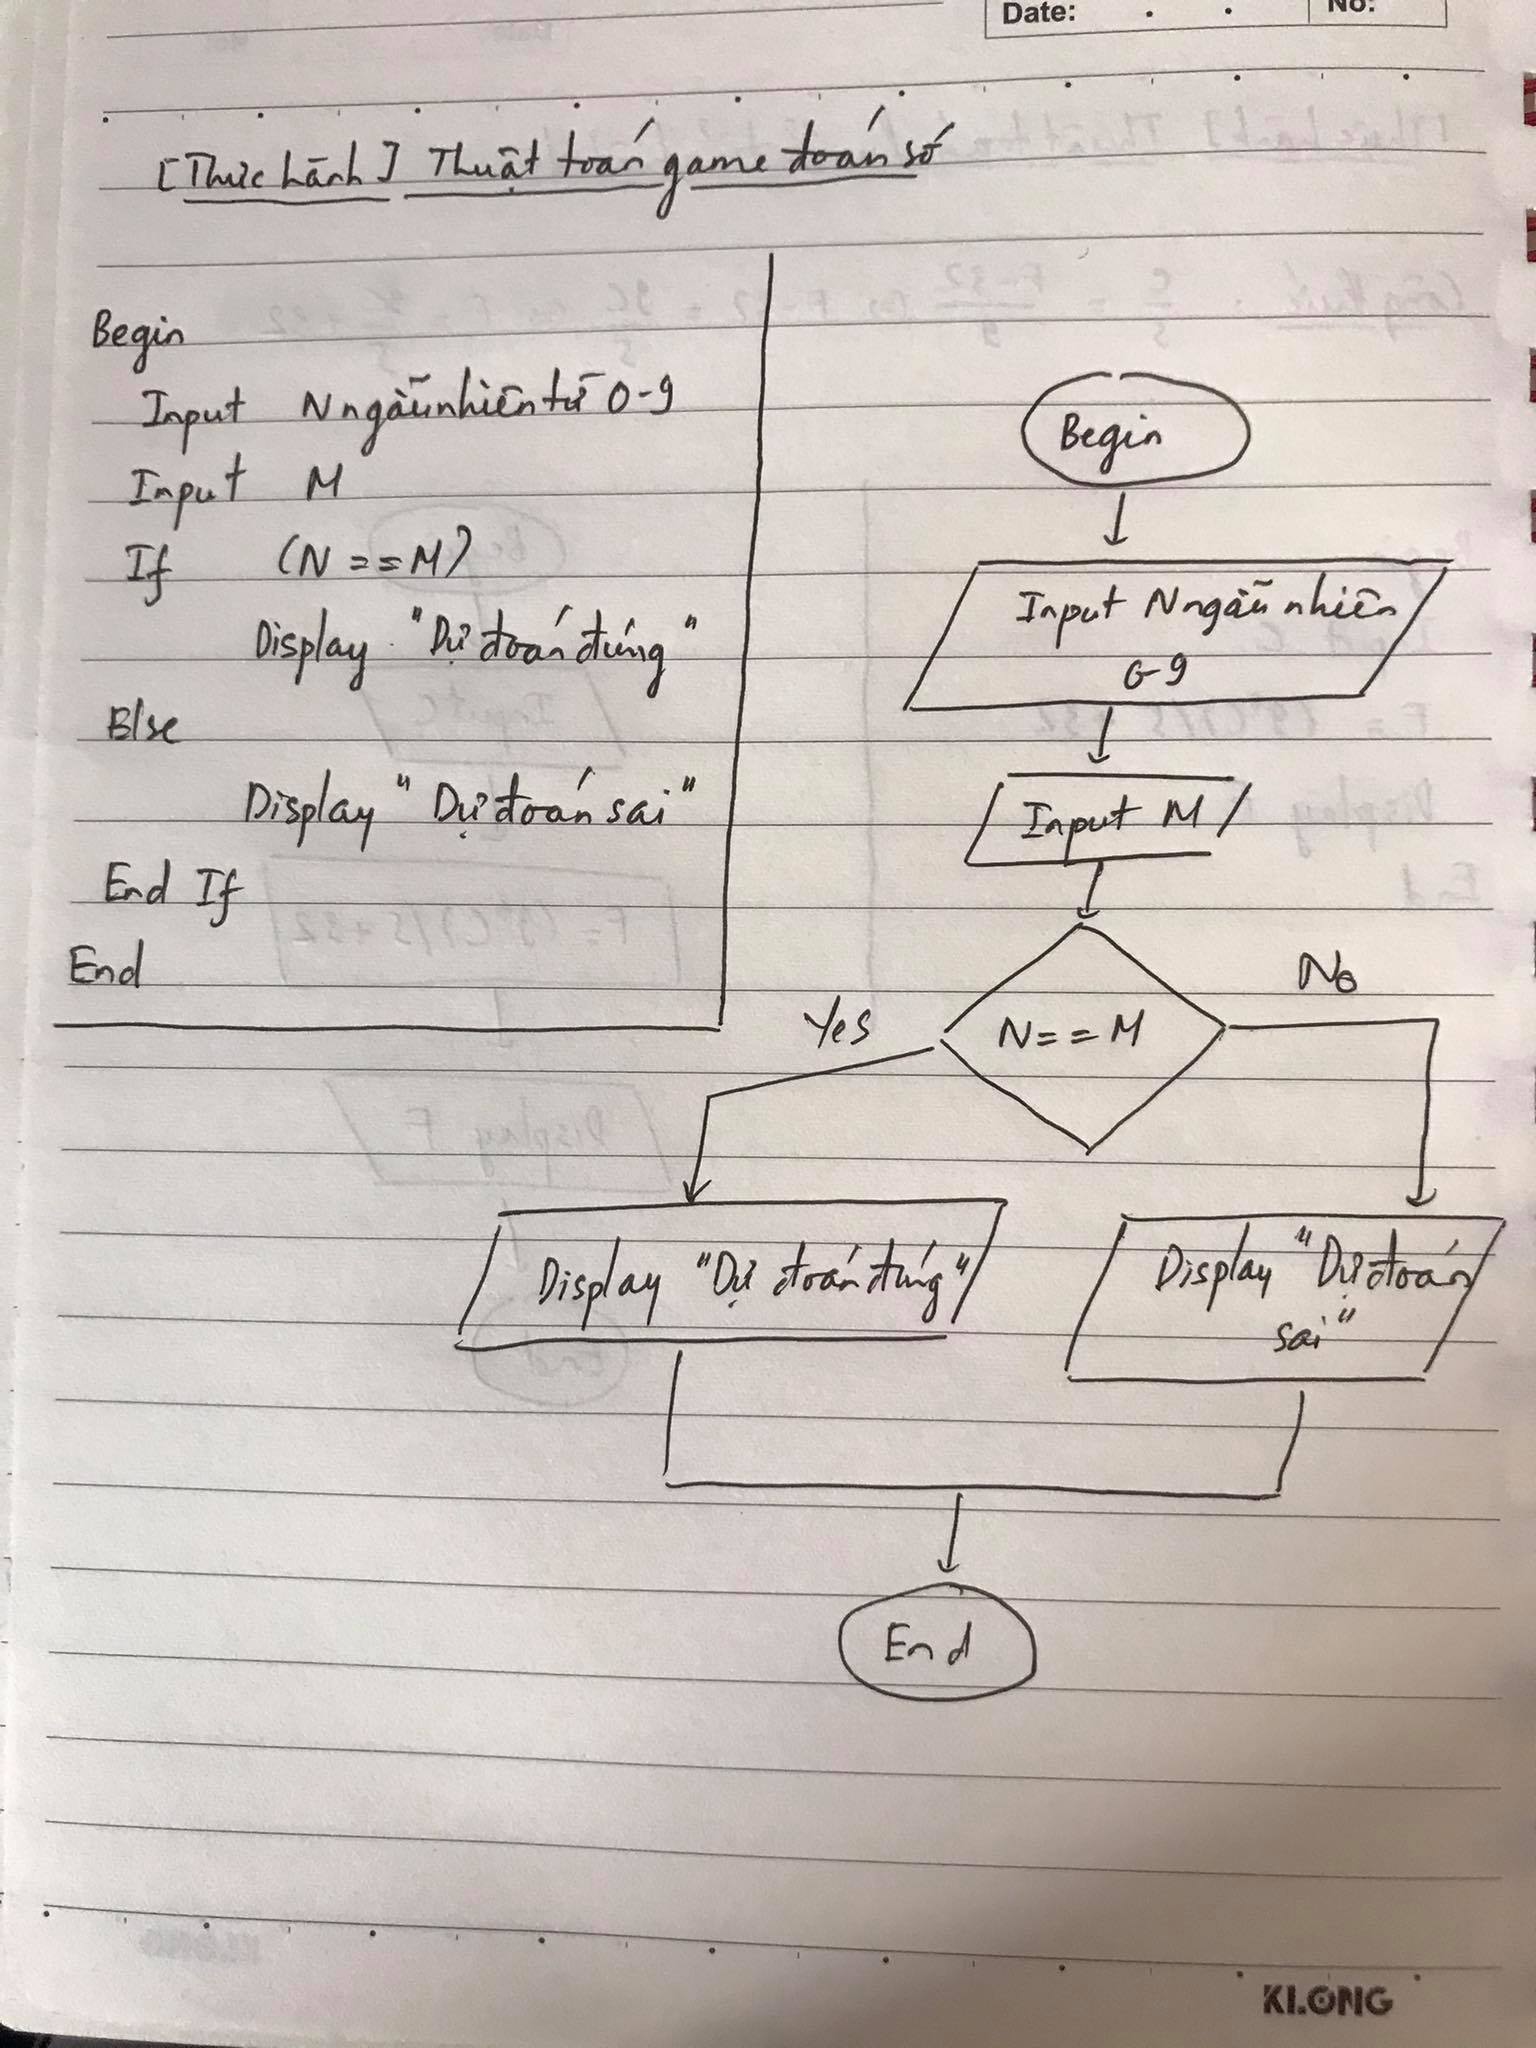 Date: . .
No:
[Thực hành] Thuật toán game đoán số
Begin
Input N ngẫu nhiên từ 0-9
Input M
If (N == M)
Display "Dự đoán đúng"
Else
Display "Dự đoán sai"
End If
End
Begin
Input N ngẫu nhiên
0-9
Input M
N == M
Yes
No
Display "Dự đoán đúng"
Display "Dự đoán
sai"
End
KLONG